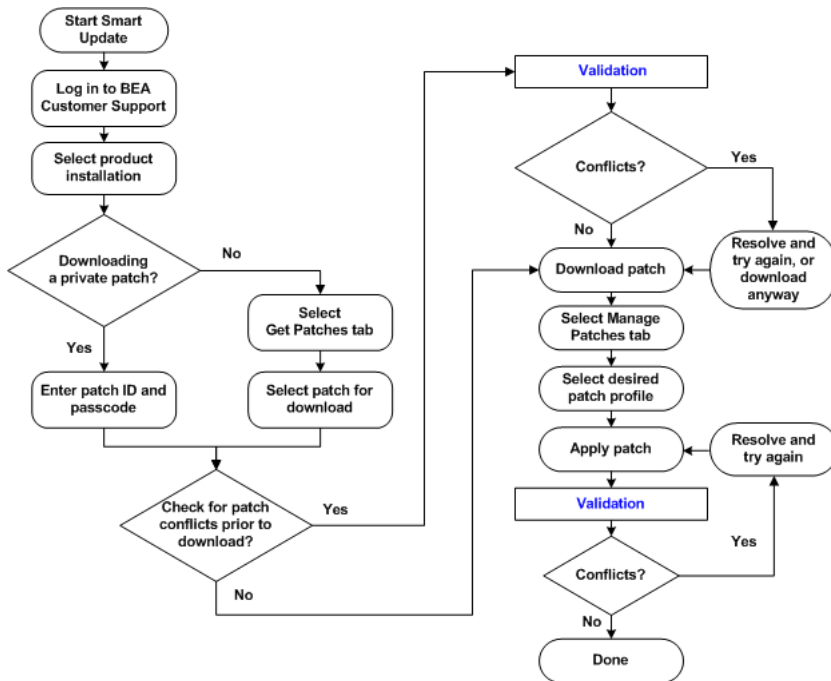 Start Smart
Update
Log in to BEA
Customer Support
Select product
installation
Downloading
a private patch?
No
Yes
Select
Get Patches tab
Enter patch ID and
passcode
Select patch for
download
Check for patch
conflicts prior to
download?
Yes
No
Validation
Conflicts?
Yes
No
Resolve and
try again, or
download
anyway
Download patch
Select Manage
Patches tab
Select desired
patch profile
Apply patch
Resolve and
try again
Validation
Conflicts?
Yes
No
Done